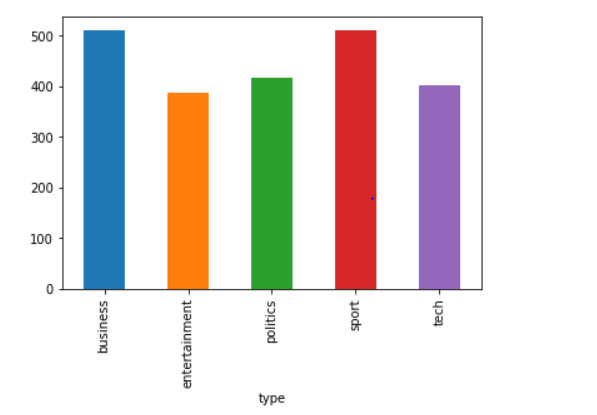 500
400
300
200
100
0
business
entertainment
politics
sport
tech
type